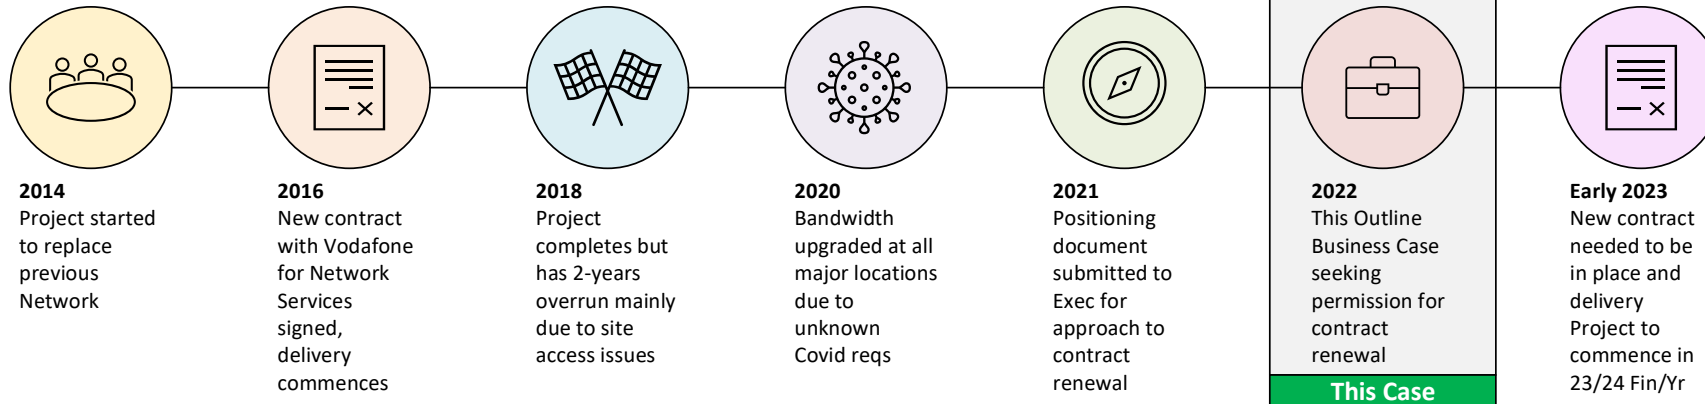 2014
Project started
to replace
previous
Network
2016
New contract
with Vodafone
for Network
Services
signed,
delivery
commences
2018
Project
completes but
has 2-years
overrun mainly
due to site
access issues
2020
Bandwidth
upgraded at all
major locations
due to
unknown
Covid reqs
2021
Positioning
document
submitted to
Exec for
approach to
contract
renewal
2022
This Outline
Business Case
seeking
permission for
contract
renewal
This Case
Early 2023
New contract
needed to be
in place and
delivery
Project to
commence in
23/24 Fin/Yr